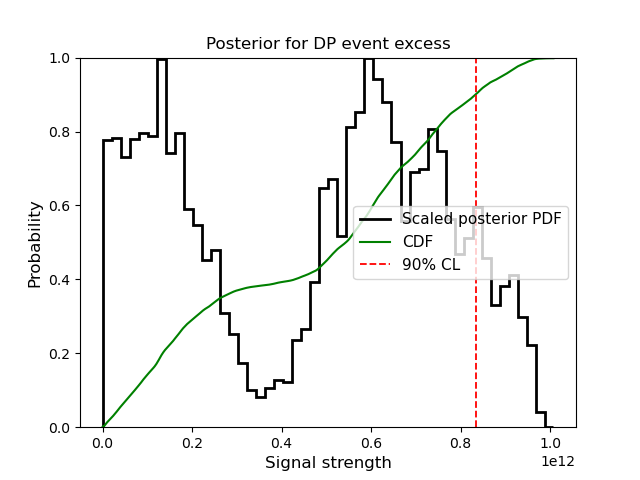 Posterior for DP event excess
Probability
1.0
0.8
0.6
0.4
0.2
0.0
Scaled posterior PDF
CDF
90% CL
0.0 0.2 0.4 0.6 0.8 1.0
1e12
Signal strength